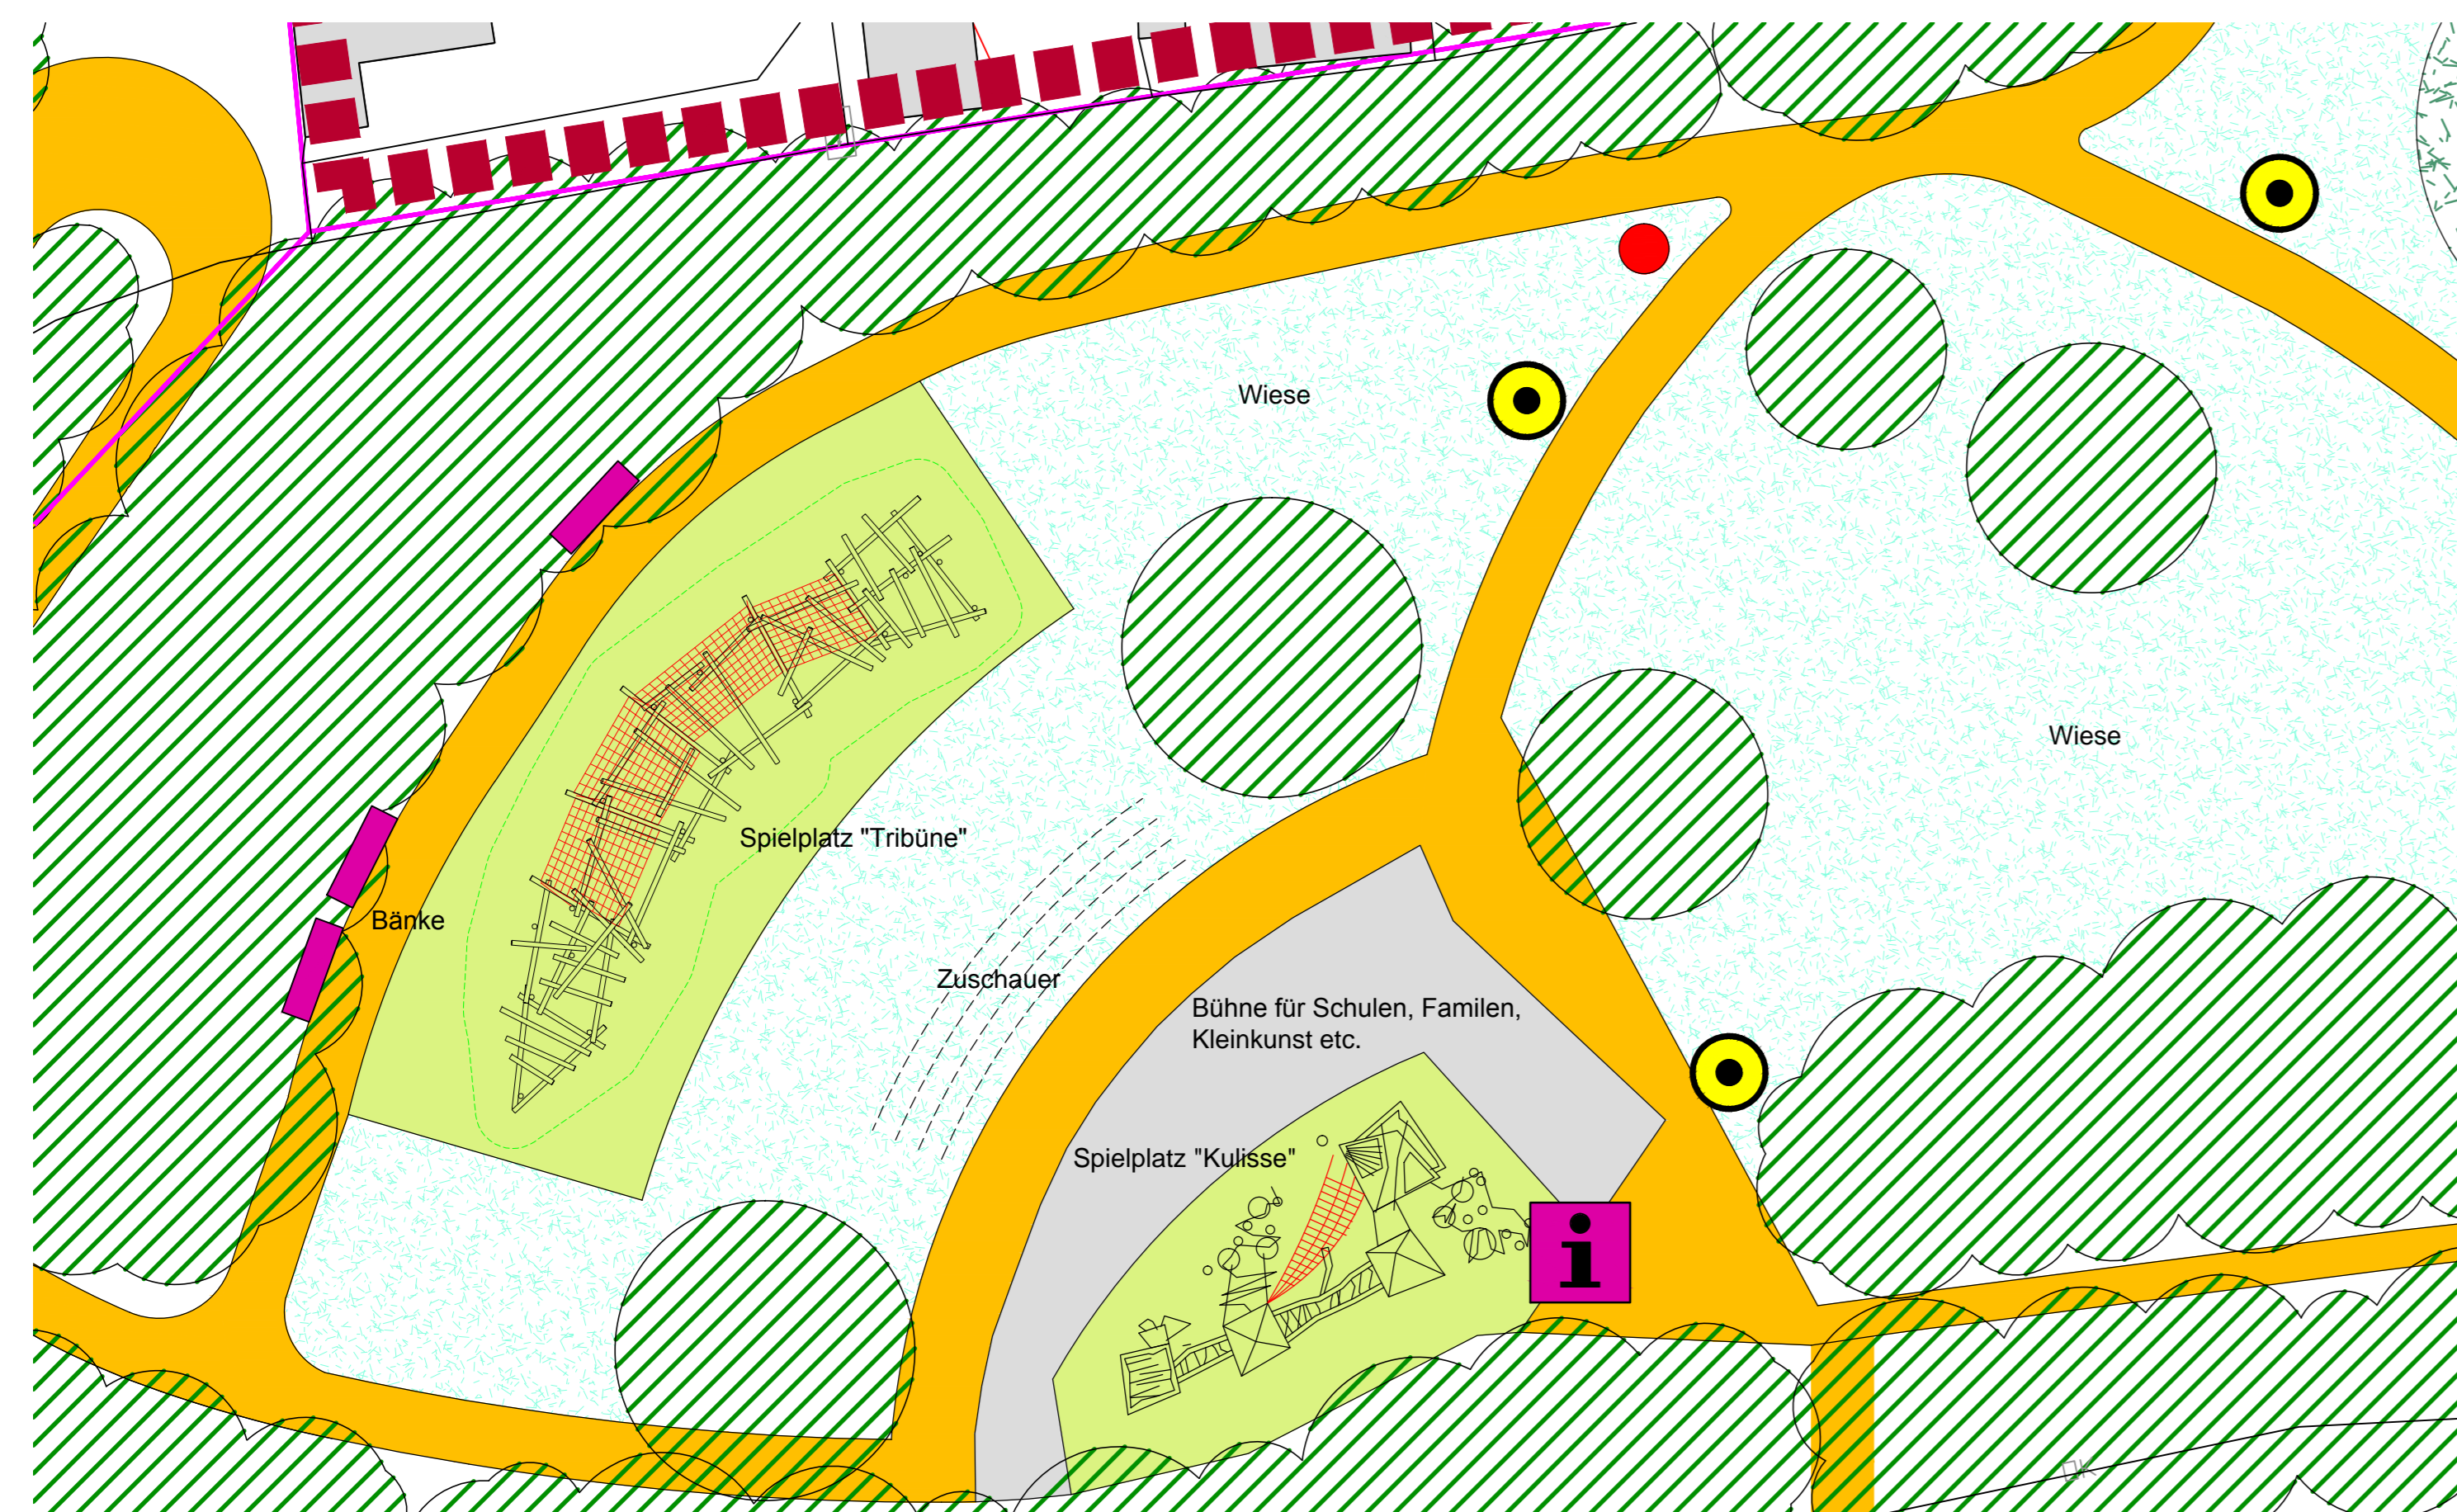 Wiese
Wiese
Spielplatz "Tribüne"
Bänke
Zuschauer
Bühne für Schulen, Familen,
Kleinkunst etc.
Spielplatz "Kulisse"
i